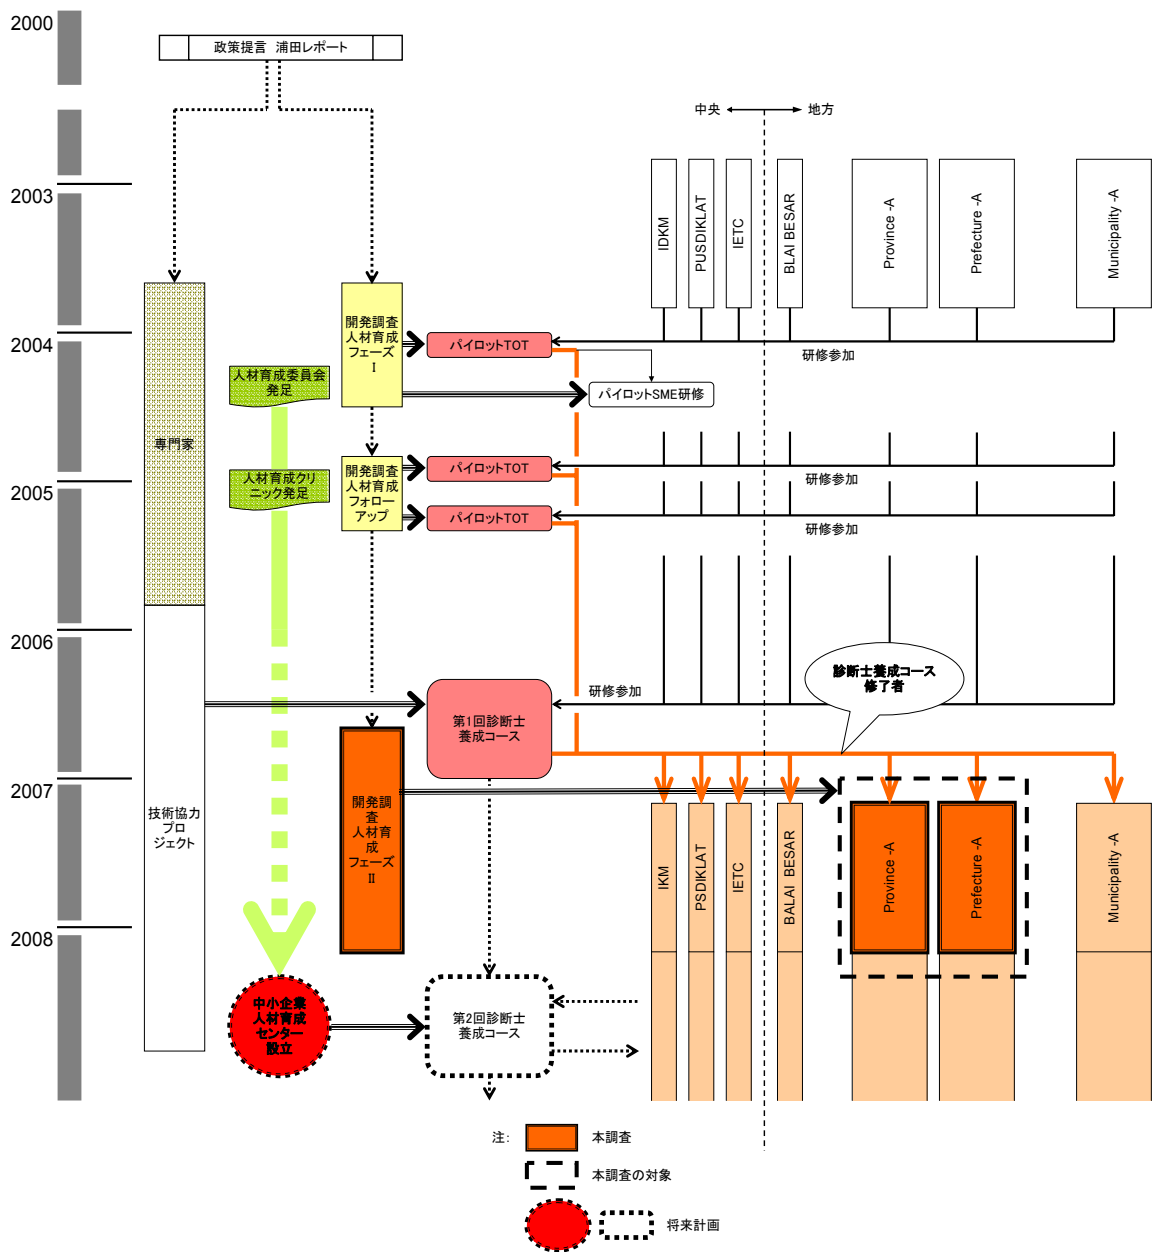 2000
政策提言 浦田レポート
中央
地方
2003
IDKM
PUSDIKLAT
IETC
BLAI BESAR
Province -A
Prefecture -A
Municipality -A
2004
開発調査
人材育成
フェーズ
I
パイロットTOT
研修参加
人材育成委員会
発足
パイロットSME研修
専門家
2005
人材育成クリ
ニック発足
開発調査
人材育成
フォロー
アップ
パイロットTOT
研修参加
パイロットTOT
研修参加
2006
診断士養成コース
修了者
研修参加
第1回診断士
養成コース
2007
技術協力
プロ
ジェクト
開発調
査
人材育
成
フェーズ
II
IKM
PSDIKLAT
IETC
BALAI BESAR
Province -A
Prefecture -A
Municipality -A
2008
中小企業
人材育成
センター
設立
第2回診断士
養成コース
注:
本調査
本調査の対象
将来計画